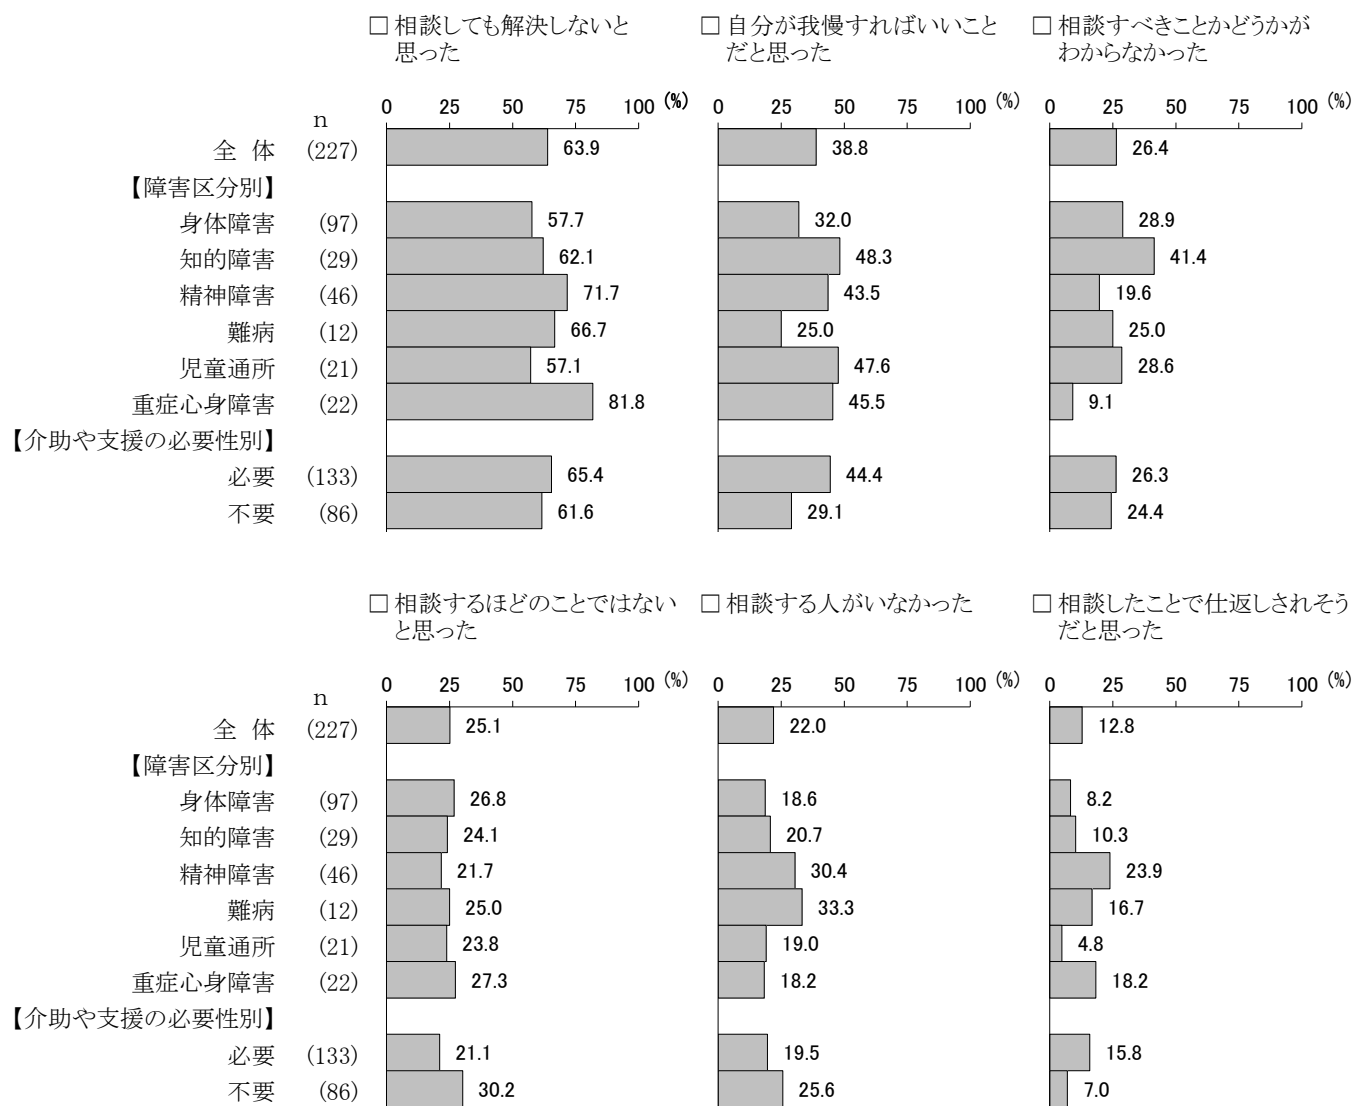 □ 相談しても解決しないと思った
□ 自分が我慢すればいいことだと思った
□ 相談すべきことかどうかがわからなかった
n 0 25 50 75 100 (%) 0 25 50 75 100 (%) 0 25 50 75 100 (%)
全 体 (227) 63.9 38.8 26.4
【障害区分別】
身体障害 (97) 57.7 32.0 28.9
知的障害 (29) 62.1 48.3 41.4
精神障害 (46) 71.7 43.5 19.6
難病 (12) 66.7 25.0 25.0
児童通所 (21) 57.1 47.6 28.6
重症心身障害 (22) 81.8 45.5 9.1
【介助や支援の必要性別】
必要 (133) 65.4 44.4 26.3
不要 (86) 61.6 29.1 24.4
□ 相談するほどのことではないと思った
□ 相談する人がいなかった
□ 相談したことで仕返しされそうだと思った
n 0 25 50 75 100 (%) 0 25 50 75 100 (%) 0 25 50 75 100 (%)
全 体 (227) 25.1 22.0 12.8
【障害区分別】
身体障害 (97) 26.8 18.6 8.2
知的障害 (29) 24.1 20.7 10.3
精神障害 (46) 21.7 30.4 23.9
難病 (12) 25.0 33.3 16.7
児童通所 (21) 23.8 19.0 4.8
重症心身障害 (22) 27.3 18.2 18.2
【介助や支援の必要性別】
必要 (133) 21.1 19.5 15.8
不要 (86) 30.2 25.6 7.0